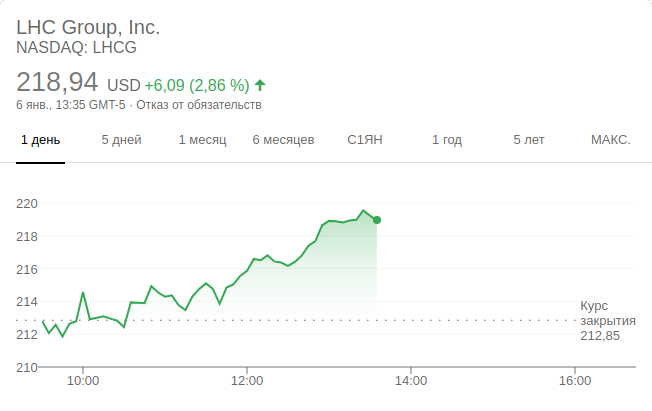 LHC Group, Inc.
NASDAQ: LHCG
218,94 USD +6,09 (2,86 %)
6 янв., 13:35 GMT-5 · Отказ от обязательств
1 день 5 дней 1 месяц 6 месяцев С1ЯН 1 год 5 лет МАКС.
220
218
216
214
212
210
Курс
закрытия
212,85
10:00 12:00 14:00 16:00